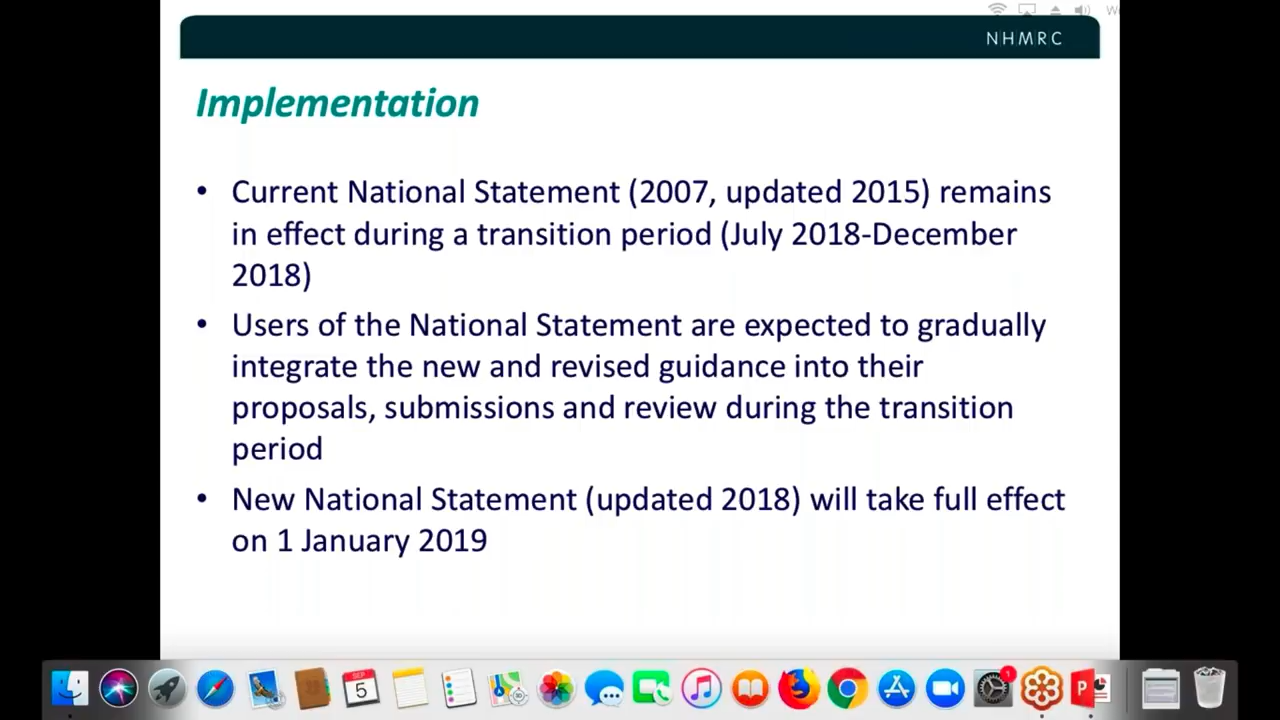 NHMRC
Implementation
• Current National Statement (2007, updated 2015) remains
in effect during a transition period (July 2018-December
2018)
• Users of the National Statement are expected to gradually
integrate the new and revised guidance into their
proposals, submissions and review during the transition
period
• New National Statement (updated 2018) will take full effect
on 1 January 2019
SEP
5
1
P